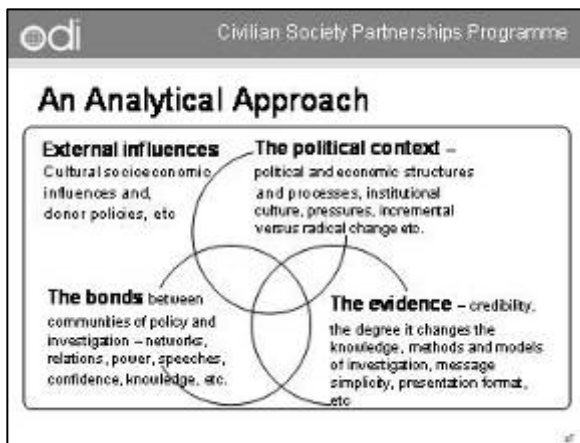 odi
Civilian Society Partnerships Programme
An Analytical Approach
External influences
Cultural socioeconomic
influences and,
donor policies, etc
The political context –
political and economic structures
and processes, institutional
culture, pressures, incremental
versus radical change etc.
The bonds between
communities of policy and
investigation – networks,
relations, power, speeches,
confidence, knowledge, etc.
The evidence – credibility,
the degree it changes the
knowledge, methods and models
of investigation, message
simplicity, presentation format,
etc